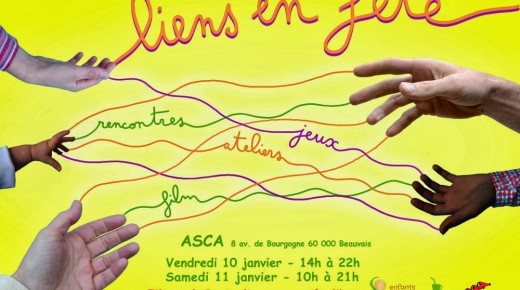 liens en fête
rencontres
jeux
ateliers
film
ASCA 8 av. de Bourgogne 60 000 Beauvais
Vendredi 10 janvier - 14h à 22h
Samedi 11 janvier - 10h à 21h
enfants